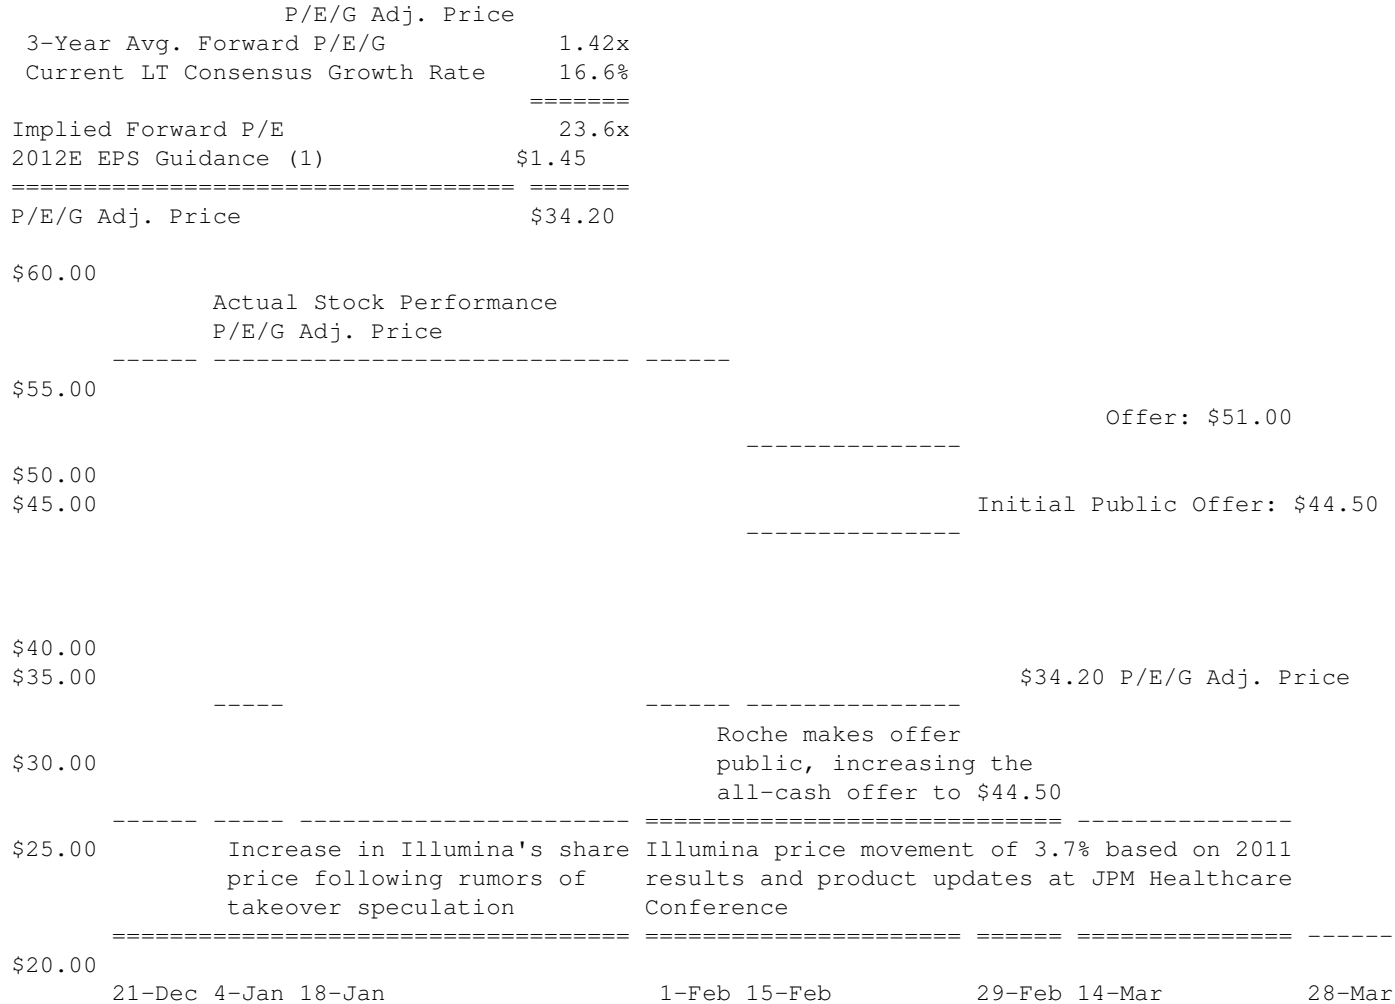 P/E/G Adj. Price
3-Year Avg. Forward P/E/G 1.42x
Current LT Consensus Growth Rate 16.6%
=======
Implied Forward P/E 23.6x
2012E EPS Guidance (1) $1.45
=================================== =======
P/E/G Adj. Price $34.20
$60.00
Actual Stock Performance
P/E/G Adj. Price
------ ----------------------------- ------
$55.00
Offer: $51.00
---------------
$50.00
$45.00 Initial Public Offer: $44.50
---------------
$40.00
$35.00 $34.20 P/E/G Adj. Price
----- ------ ---------------
Roche makes offer
$30.00 public, increasing the
all-cash offer to $44.50
------ ----- ----------------------- ============================= ---------------
$25.00 Increase in Illumina's share Illumina price movement of 3.7% based on 2011
price following rumors of results and product updates at JPM Healthcare
takeover speculation Conference
==================================== ====================== ====== =============== ------
$20.00
21-Dec 4-Jan 18-Jan 1-Feb 15-Feb 29-Feb 14-Mar 28-Mar